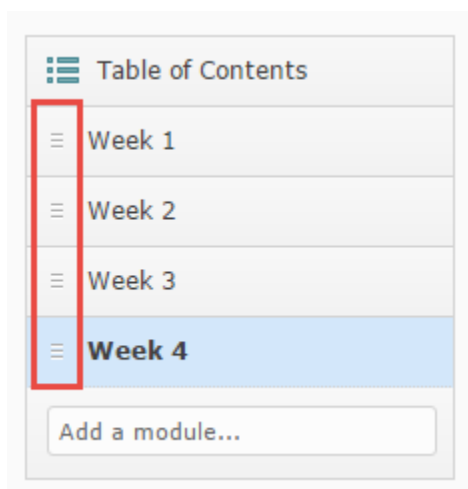 Table of Contents
Week 1
Week 2
Week 3
Week 4
Add a module...